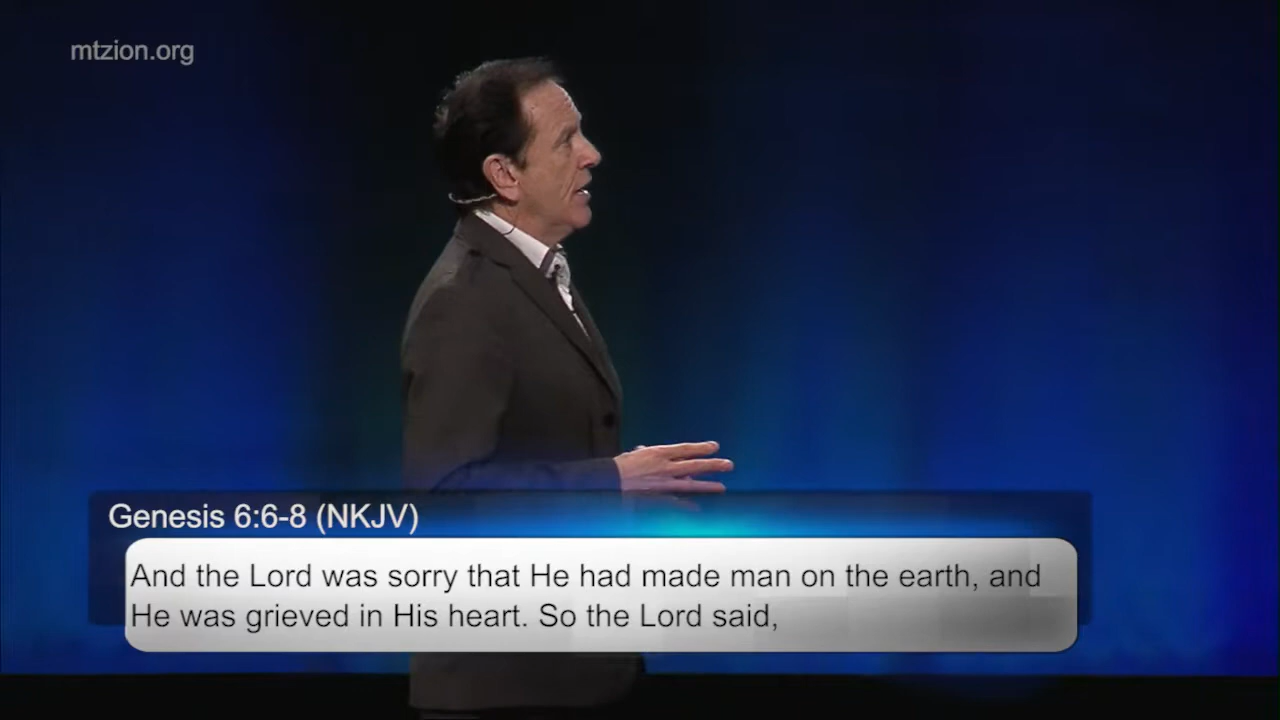 mtzion.org
Genesis 6:6-8 (NKJV)
And the Lord was sorry that He had made man on the earth, and
He was grieved in His heart. So the Lord said,